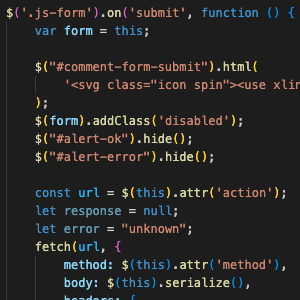 $('.js-form').on('submit', function () {
var form = this;
$("#comment-form-submit").html(
'<svg class="icon spin"><use xlin
);
$(form).addClass('disabled');
$("#alert-ok").hide();
$("#alert-error").hide();
const url = $(this).attr('action');
let response = null;
let error = "unknown";
fetch(url, {
method: $(this).attr('method'),
body: $(this).serialize(),
headers: {